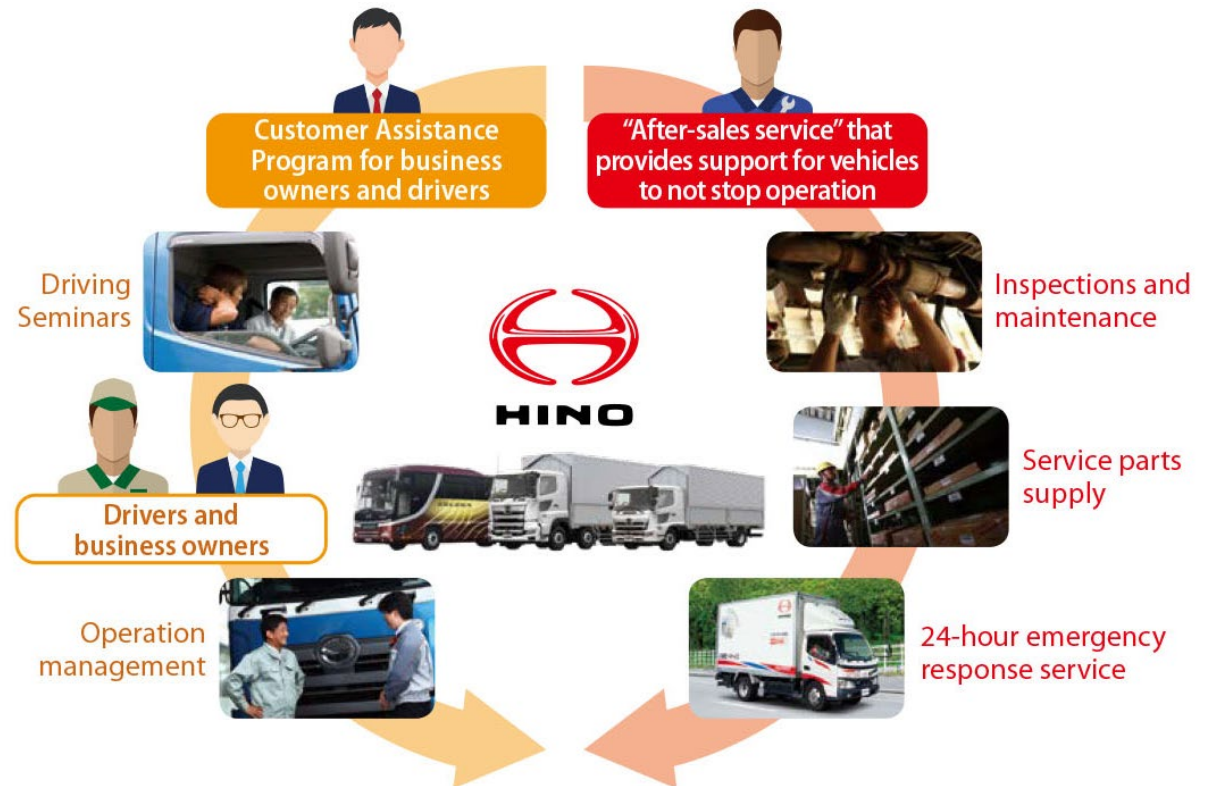 Customer Assistance
Program for business
owners and drivers
“After-sales service” that
provides support for vehicles
to not stop operation
Driving
Seminars
Inspections and
maintenance
HINO
Service parts
supply
Drivers and
business owners
Operation
management
24-hour emergency
response service